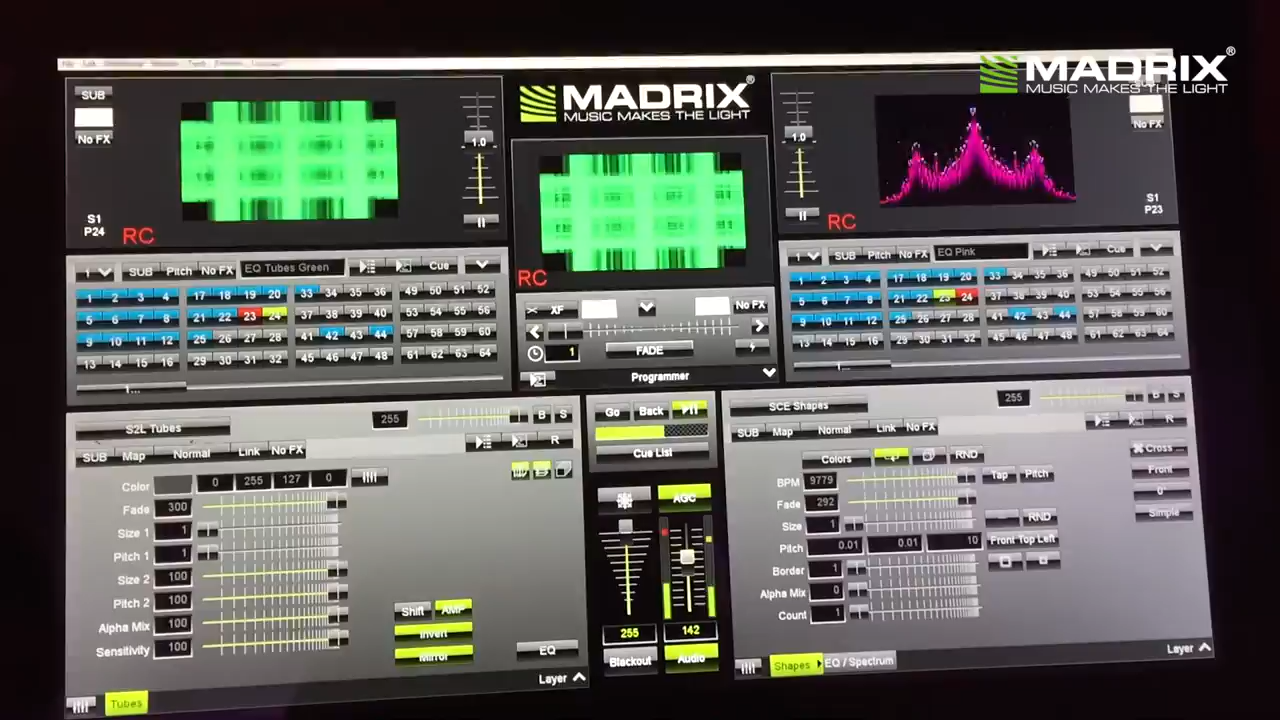 MADRIX®
MUSIC MAKES THE LIGHT
SUB
No FX
S1
P24
RC
1.0
MADRIX®
MUSIC MAKES THE LIGHT
RC
1.0
No FX
S1
P23
RC
SUB Pitch No FX EQ Tubes Green Cue
1 2 3 4 17 18 19 20 33 34 35 36 49 50 51 52
5 6 7 8 21 22 23 24 37 38 39 40 53 54 55 56
9 10 11 12 25 26 27 28 41 42 43 44 57 58 59 60
13 14 15 16 29 30 31 32 45 46 47 48 61 62 63 64
XF No FX
1 FADE
Programmer
SUB Pitch No FX EQ Pink Cue
1 2 3 4 17 18 19 20 33 34 35 36 49 50 51 52
5 6 7 8 21 22 23 24 37 38 39 40 53 54 55 56
9 10 11 12 25 26 27 28 41 42 43 44 57 58 59 60
13 14 15 16 29 30 31 32 45 46 47 48 61 62 63 64
S2L Tubes 255 B S
SUB Map Normal Link No FX R
Color 0 255 127 0
Fade 300
Size 1 1
Pitch 1 1
Size 2 100
Pitch 2 100
Alpha Mix 100
Sensitivity 100
Shift AMP
Invert
Mirror
EQ
Layer
Tubes
Go Back
Cue List
AGC
255 142
Blackout Audio
SCE Shapes 255 B S
SUB Map Normal Link No FX R
Colors RND
BPM 9779 Tap Pitch
Fade 292
Size 1 RND
Pitch 0.01 0.01 10 Front Top Left
Border 1
Alpha Mix 0
Count 1
Cross
Front
0°
Simple
Layer
Shapes EQ / Spectrum